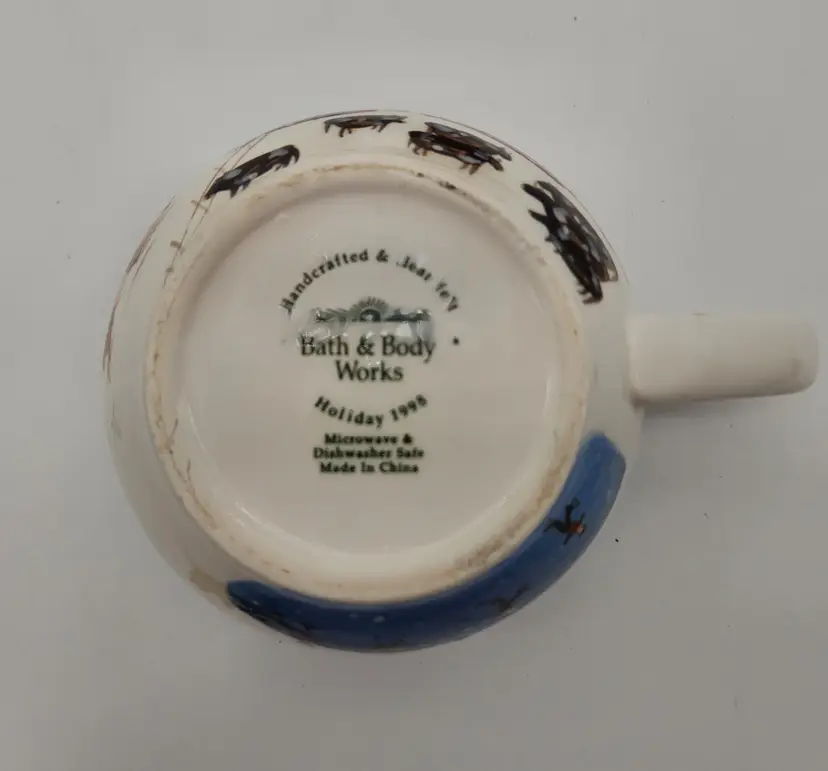 Handcrafted &
Bath & Body
Works
Holiday 1998
Microwave &
Dishwasher Safe
Made In China